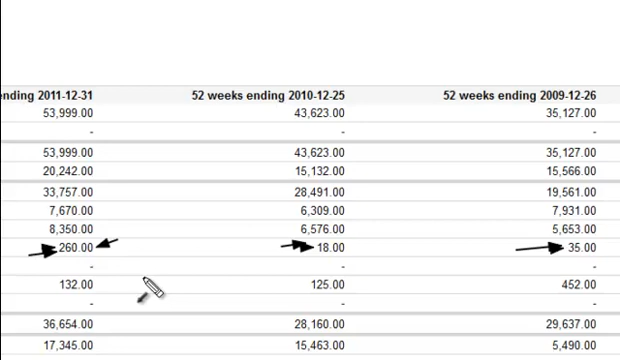 ending 2011-12-31 52 weeks ending 2010-12-25 52 weeks ending 2009-12-26
53,999.00 43,623.00 35,127.00
- - -
53,999.00 43,623.00 35,127.00
20,242.00 15,132.00 15,566.00
33,757.00 28,491.00 19,561.00
7,670.00 6,309.00 7,931.00
8,350.00 6,576.00 5,653.00
260.00 18.00 35.00
- - -
132.00 125.00 452.00
- - -
36,654.00 28,160.00 29,637.00
17,345.00 15,463.00 5,490.00